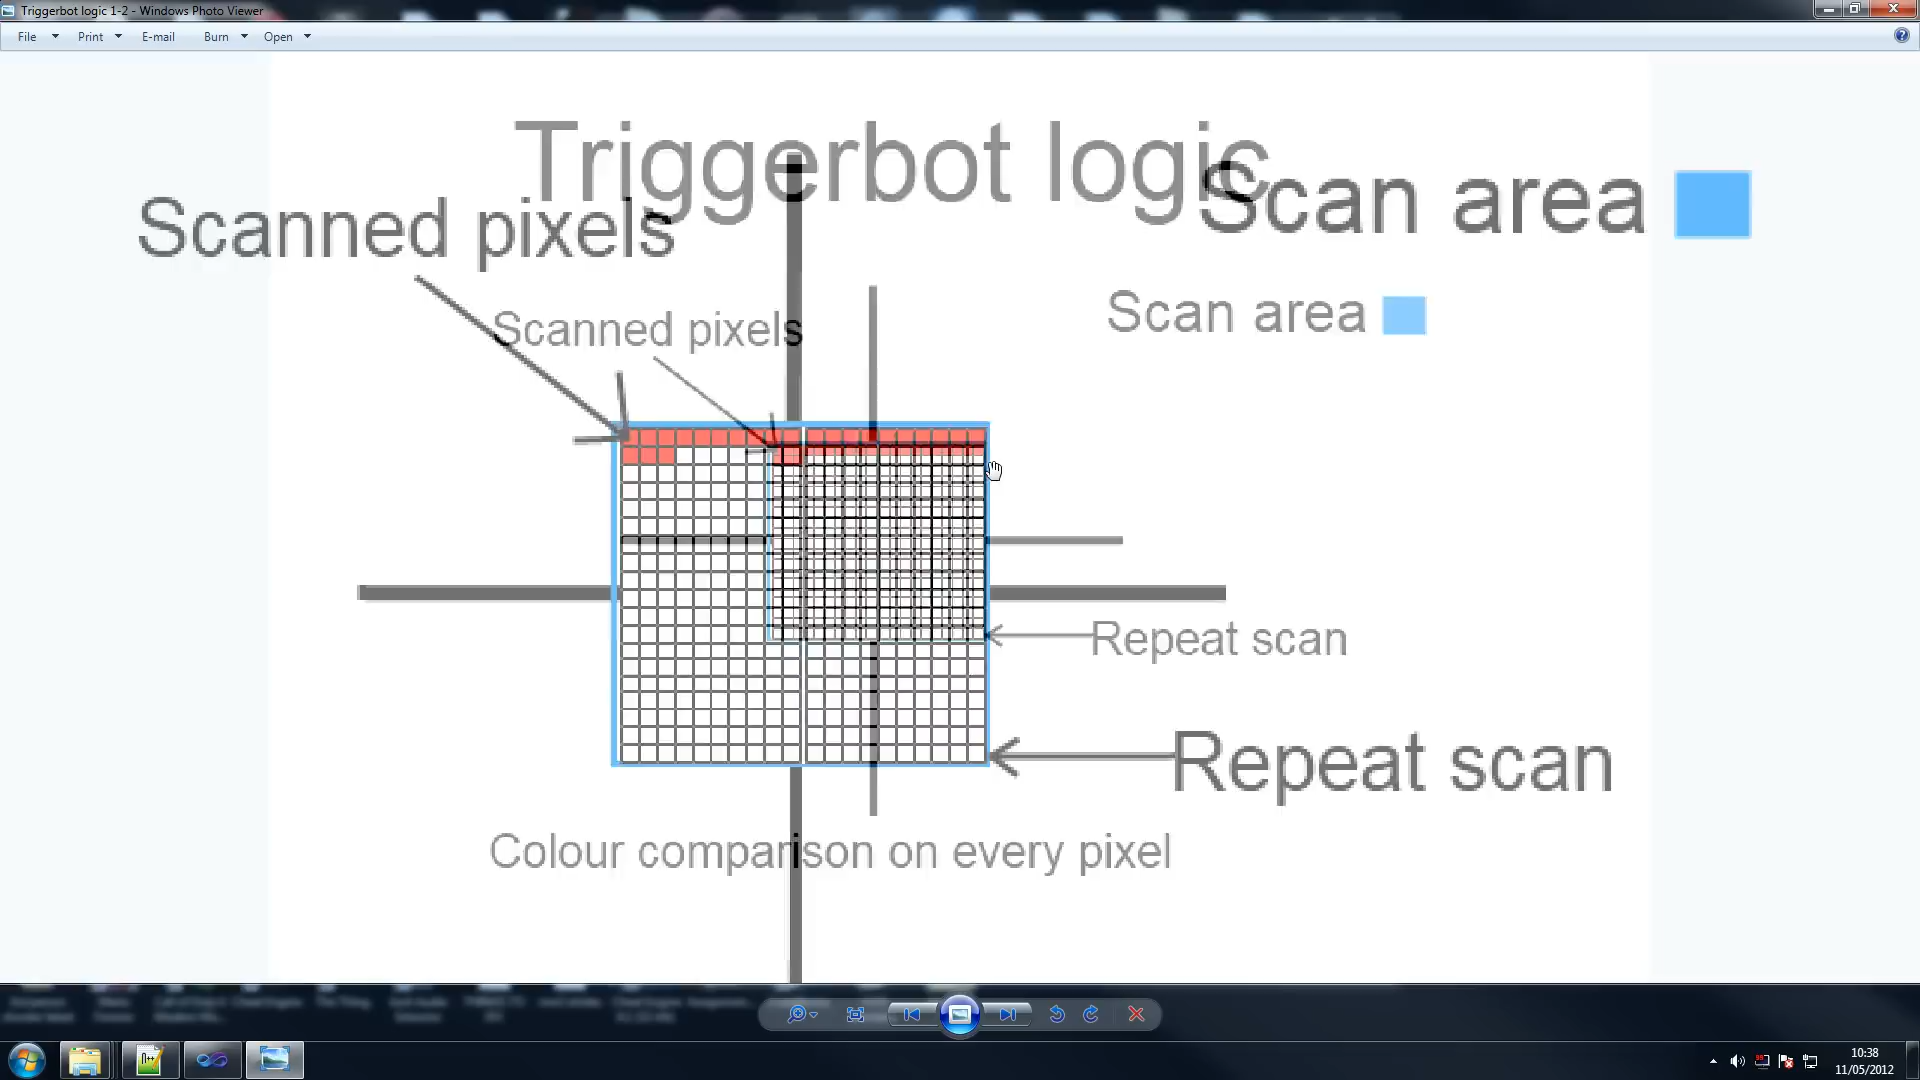 Triggerbot logic 1-2 - Windows Photo Viewer
File Print E-mail Burn Open
Triggerbot logic
Scan area
Scanned pixels
Scan area
Scanned pixels
Repeat scan
Repeat scan
Colour comparison on every pixel
10:38
11/05/2012